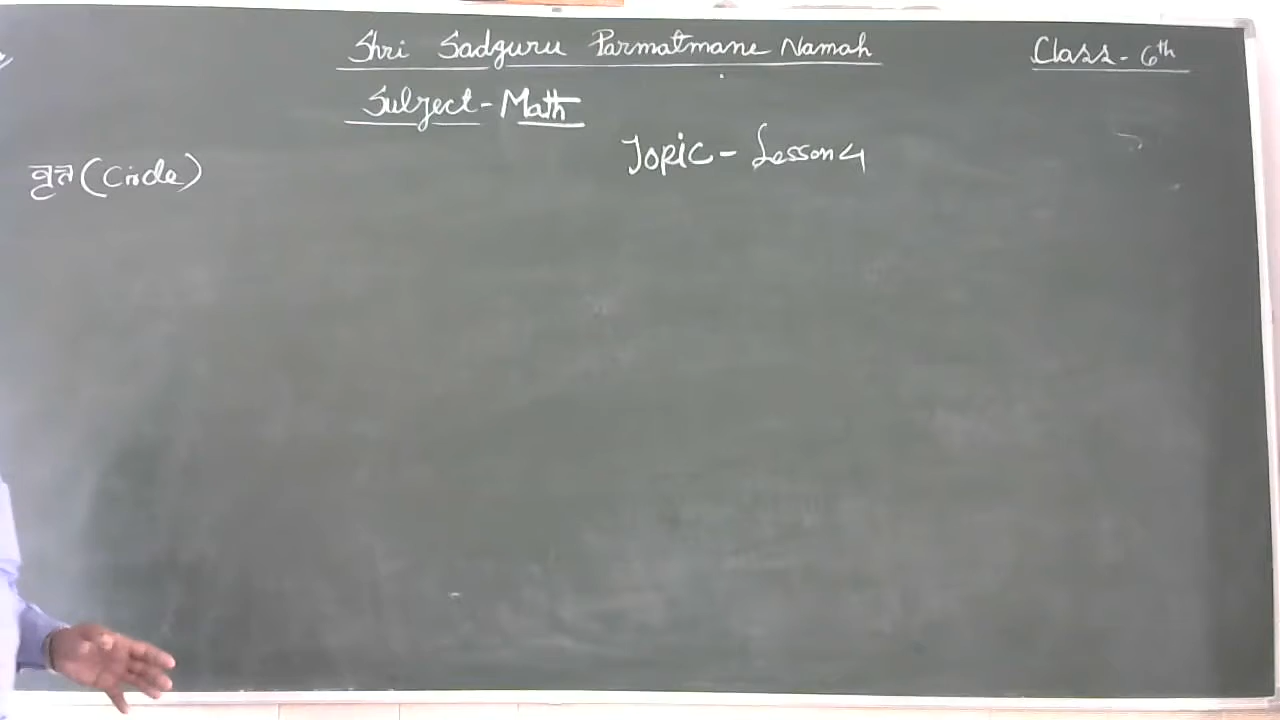 Shri Sadguru Parmatmane Namah
Class - 6th
Subject - Math
Topic - Lesson 4
वृत (Circle)